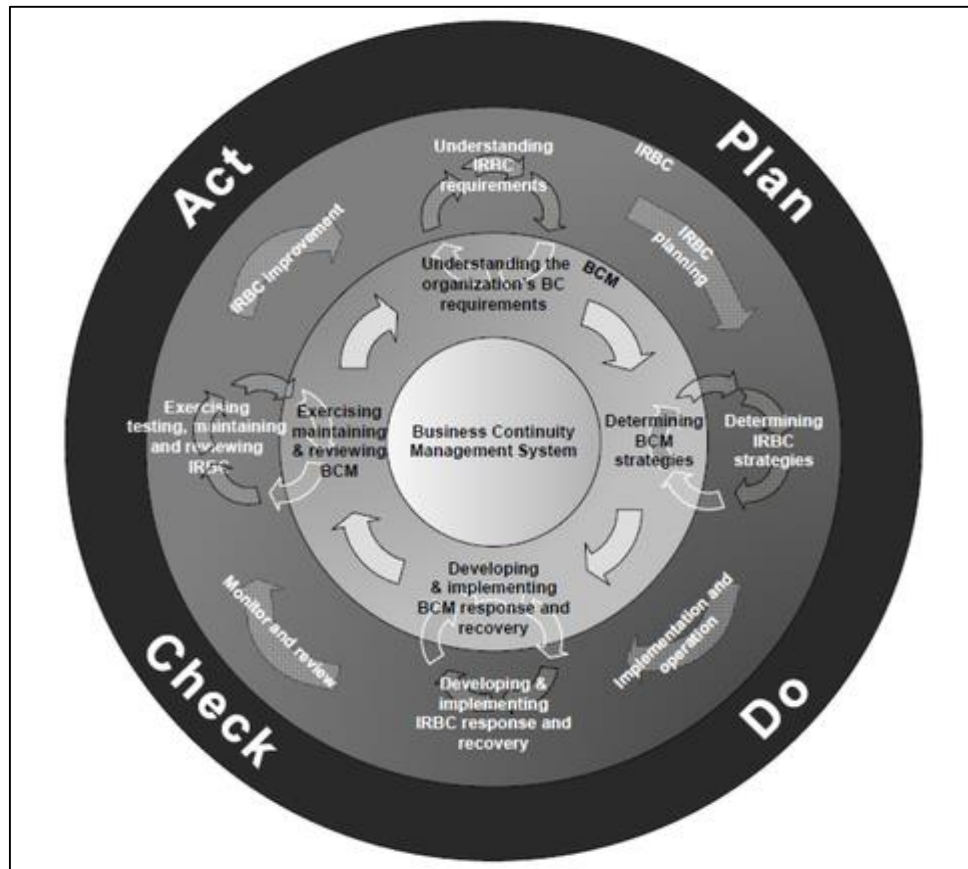 Act
Plan
Check
Do
IRBC
Understanding
IRBC
requirements
IRBC
planning
IRBC improvement
BCM
Understanding the
organization's BC
requirements
Exercising
testing, maintaining
and reviewing
IRBC
Exercising
maintaining
& reviewing
BCM
Business Continuity
Management System
Determining
BCM
strategies
Determining
IRBC
strategies
Developing
& implementing
BCM response and
recovery
Monitor and review
Implementation and
operation
Developing &
implementing
IRBC response and
recovery